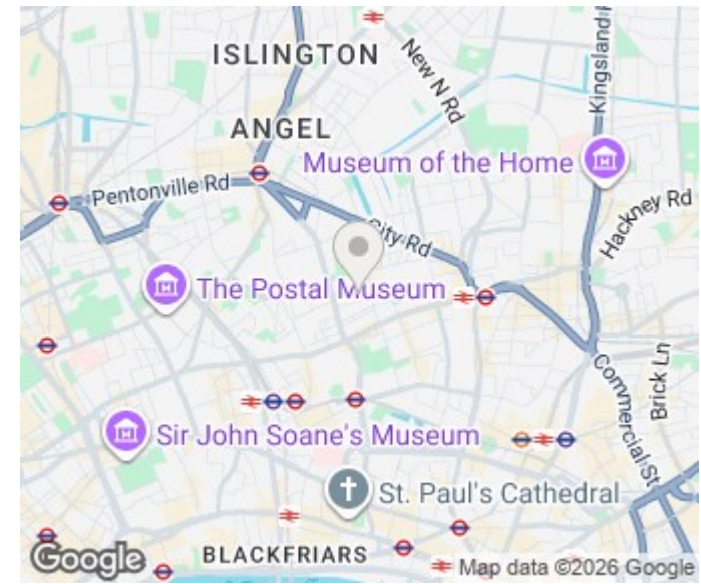 ISLINGTON
New N Rd
Kingsland R
ANGEL
Museum of the Home
Pentonville Rd
Hackney Rd
City Rd
The Postal Museum
Brick Ln
Commercial St
Sir John Soane's Museum
St. Paul's Cathedral
BLACKFRIARS
Google
Map data ©2026 Google